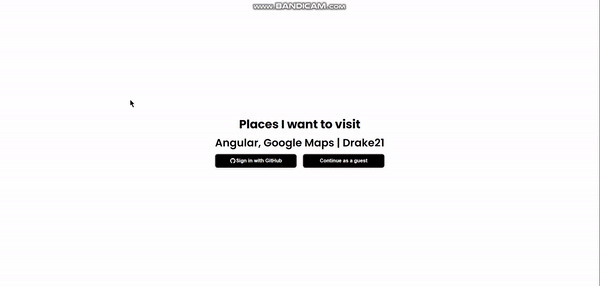 www.BANDICAM.com
Places I want to visit
Angular, Google Maps | Drake21
Sign in with GitHub Continue as a guest